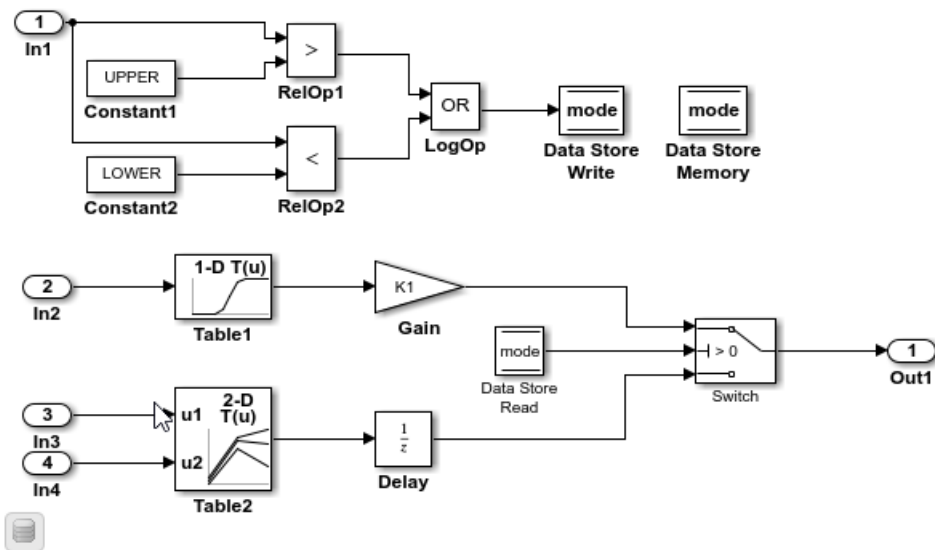 1
In1
UPPER
Constant1
>
RelOp1
LOWER
Constant2
<
RelOp2
OR
LogOp
mode
Data Store
Write
mode
Data Store
Memory
2
In2
1-D T(u)
Table1
K1
Gain
mode
Data Store
Read
> 0
Switch
1
Out1
3
In3
4
In4
u1
u2
2-D
T(u)
Table2
1
z
Delay